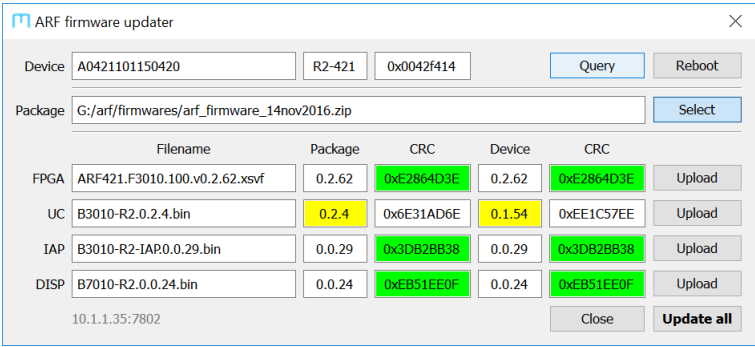 ARF firmware updater
Device A0421101150420 R2-421 0x0042f414 Query Reboot
Package G:/arf/firmwares/arf_firmware_14nov2016.zip Select
Filename Package CRC Device CRC
FPGA ARF421.F3010.100.v0.2.62.xsvf 0.2.62 0xE2864D3E 0.2.62 0xE2864D3E Upload
UC B3010-R2.0.2.4.bin 0.2.4 0x6E31AD6E 0.1.54 0xEE1C57EE Upload
IAP B3010-R2-IAP.0.0.29.bin 0.0.29 0x3DB2BB38 0.0.29 0x3DB2BB38 Upload
DISP B7010-R2.0.0.24.bin 0.0.24 0xEB51EE0F 0.0.24 0xEB51EE0F Upload
10.1.1.35:7802 Close Update all